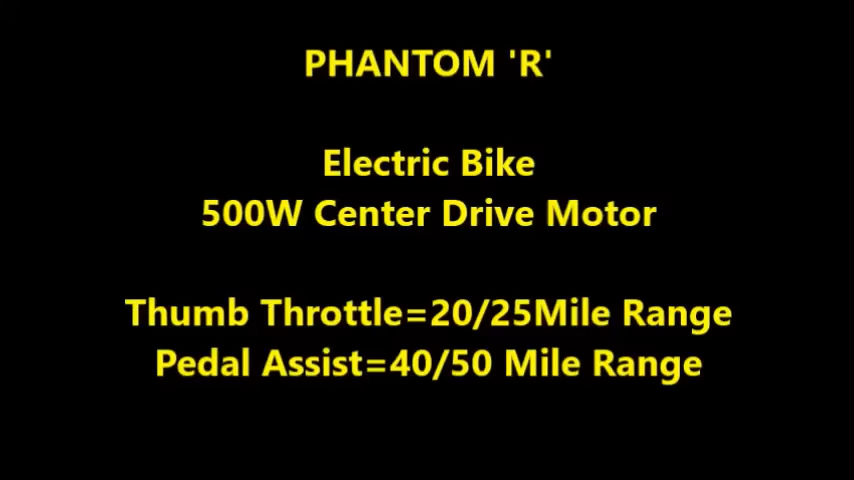 PHANTOM 'R'
Electric Bike
500W Center Drive Motor
Thumb Throttle=20/25Mile Range
Pedal Assist=40/50 Mile Range